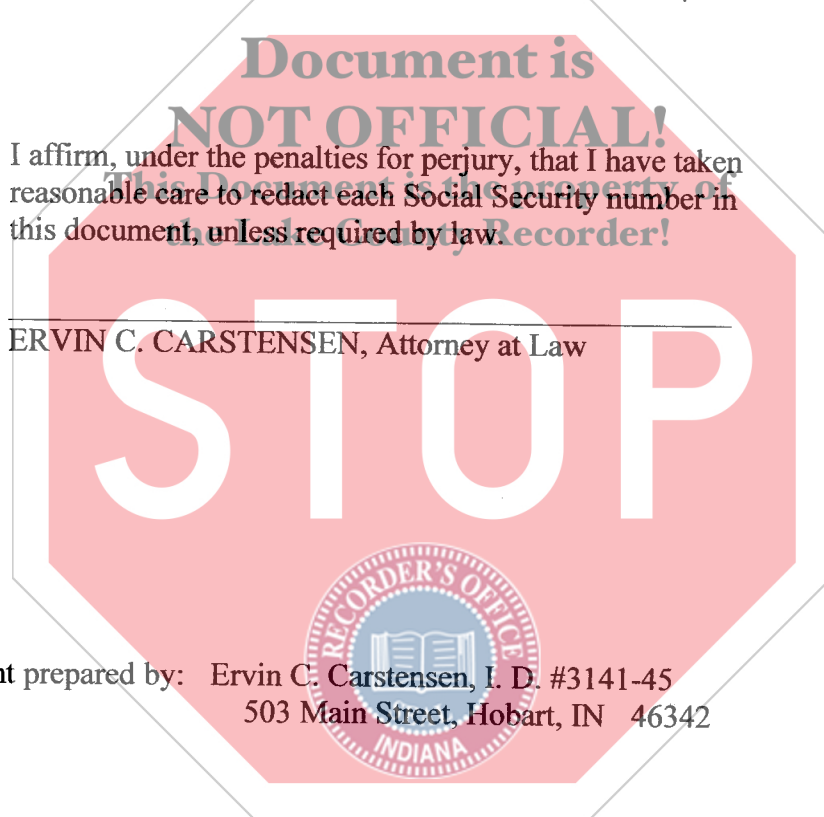 Document is
NOT OFFICIAL!
I affirm, under the penalties for perjury, that I have taken
This Document is the property of
reasonable care to redact each Social Security number in
the Lake County Recorder!
this document, unless required by law.
ERVIN C. CARSTENSEN, Attorney at Law
STOP
RECORDER'S OFFICE
nt prepared by: Ervin C. Carstensen, I. D. #3141-45
503 Main Street, Hobart, IN 46342
INDIANA